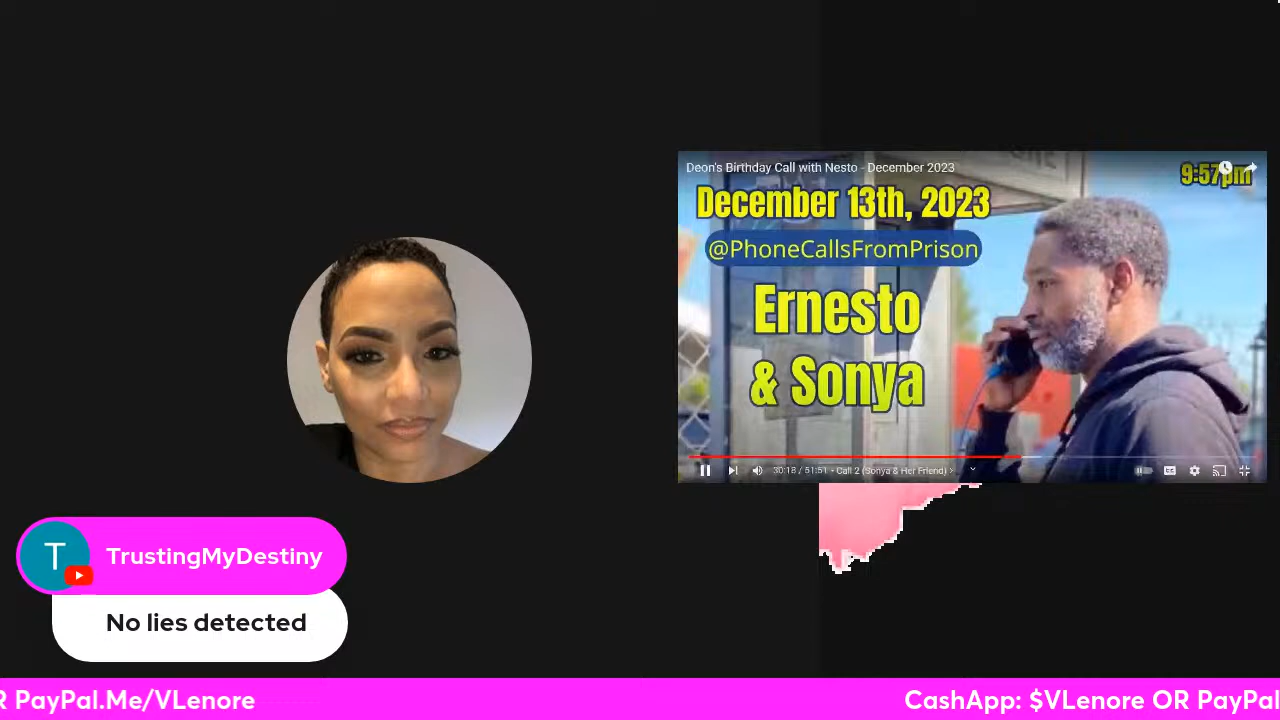 Deon's Birthday Call with Nesto - December 2023
9:57pm
December 13th, 2023
@PhoneCallsFromPrison
Ernesto
& Sonya
30:18 / 51:51 • Call 2 (Sonya & Her Friend) ›
CC
T
TrustingMyDestiny
No lies detected
R PayPal.Me/VLenore
CashApp: $VLenore OR PayPal